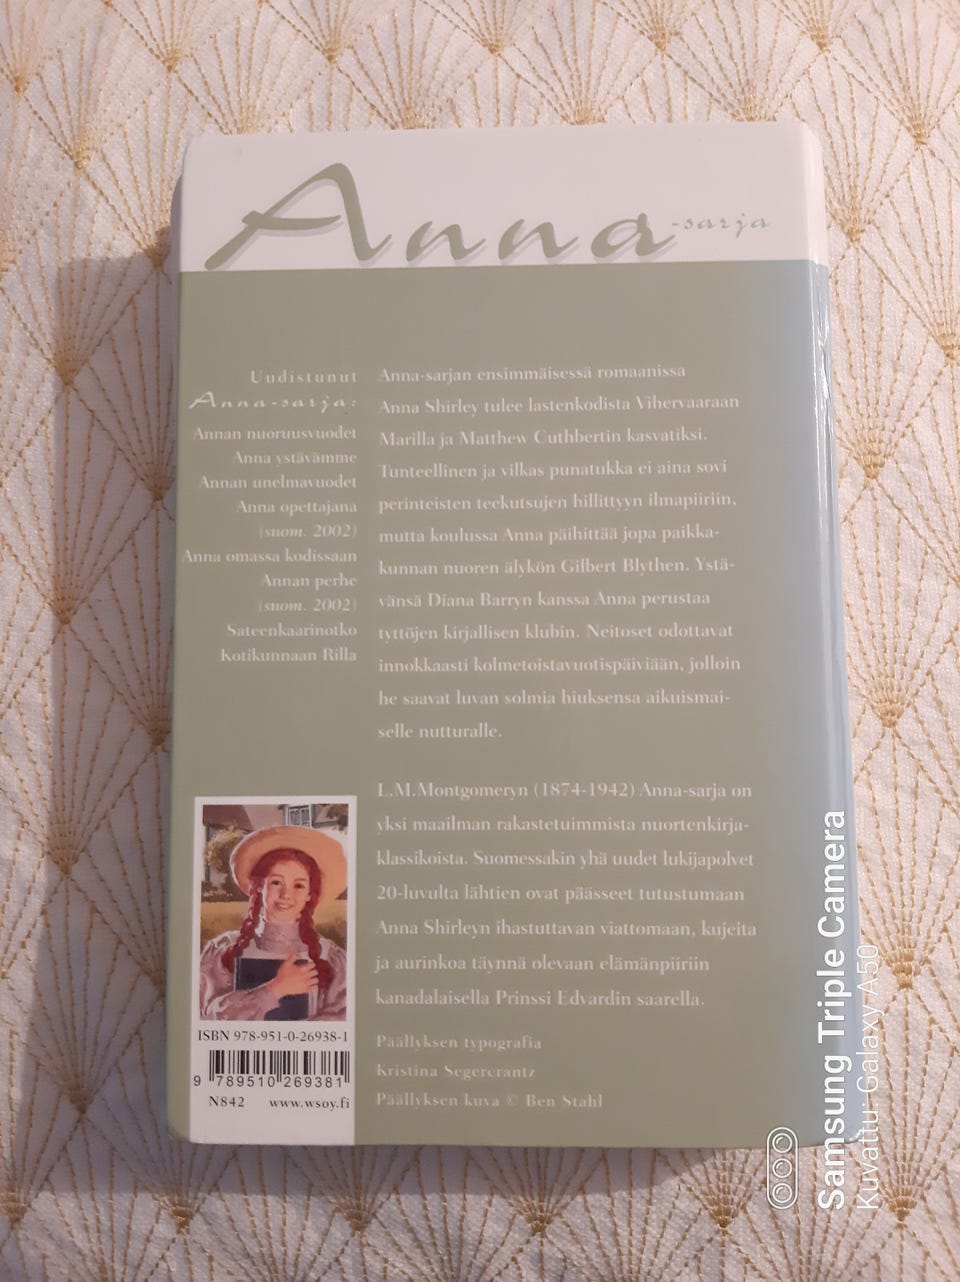 Anna-sarja
Uudistunut
Anna-sarja:
Annan nuoruusvuodet
Anna ystävämme
Annan unelmavuodet
Anna opettajana
(suom. 2002)
Anna omassa kodissaan
Annan perhe
(suom. 2002)
Sateenkaarinotko
Kotikunnaan Rilla
Anna-sarjan ensimmäisessä romaanissa
Anna Shirley tulee lastenkodista Vihervaaraan
Marilla ja Matthew Cuthbertin kasvatiksi.
Tunteellinen ja vilkas punatukka ei aina sovi
perinteisten teekutsujen hillittyyn ilmapiiriin,
mutta koulussa Anna päihittää jopa paikka-
kunnan nuoren älykön Gilbert Blythen. Ystä-
vänsä Diana Barryn kanssa Anna perustaa
tyttöjen kirjallisen klubin. Neitoset odottavat
innokkaasti kolmetoistavuotispäiviään, jolloin
he saavat luvan solmia hiuksensa aikuismai-
selle nutturalle.
L.M.Montgomeryn (1874-1942) Anna-sarja on
yksi maailman rakastetuimmista nuortenkirja-
klassikoista. Suomessakin yhä uudet lukijapolvet
20-luvulta lähtien ovat päässeet tutustumaan
Anna Shirleyn ihastuttavan viattomaan, kujeita
ja aurinkoa täynnä olevaan elämänpiiriin
kanadalaisella Prinssi Edvardin saarella.
Päällyksen typografia
Kristina Segercrantz
Päällyksen kuva © Ben Stahl
ISBN 978-951-0-26938-1
9 789510 269381
N842 www.wsoy.fi
Samsung Triple Camera
Kuvattu: Galaxy A50